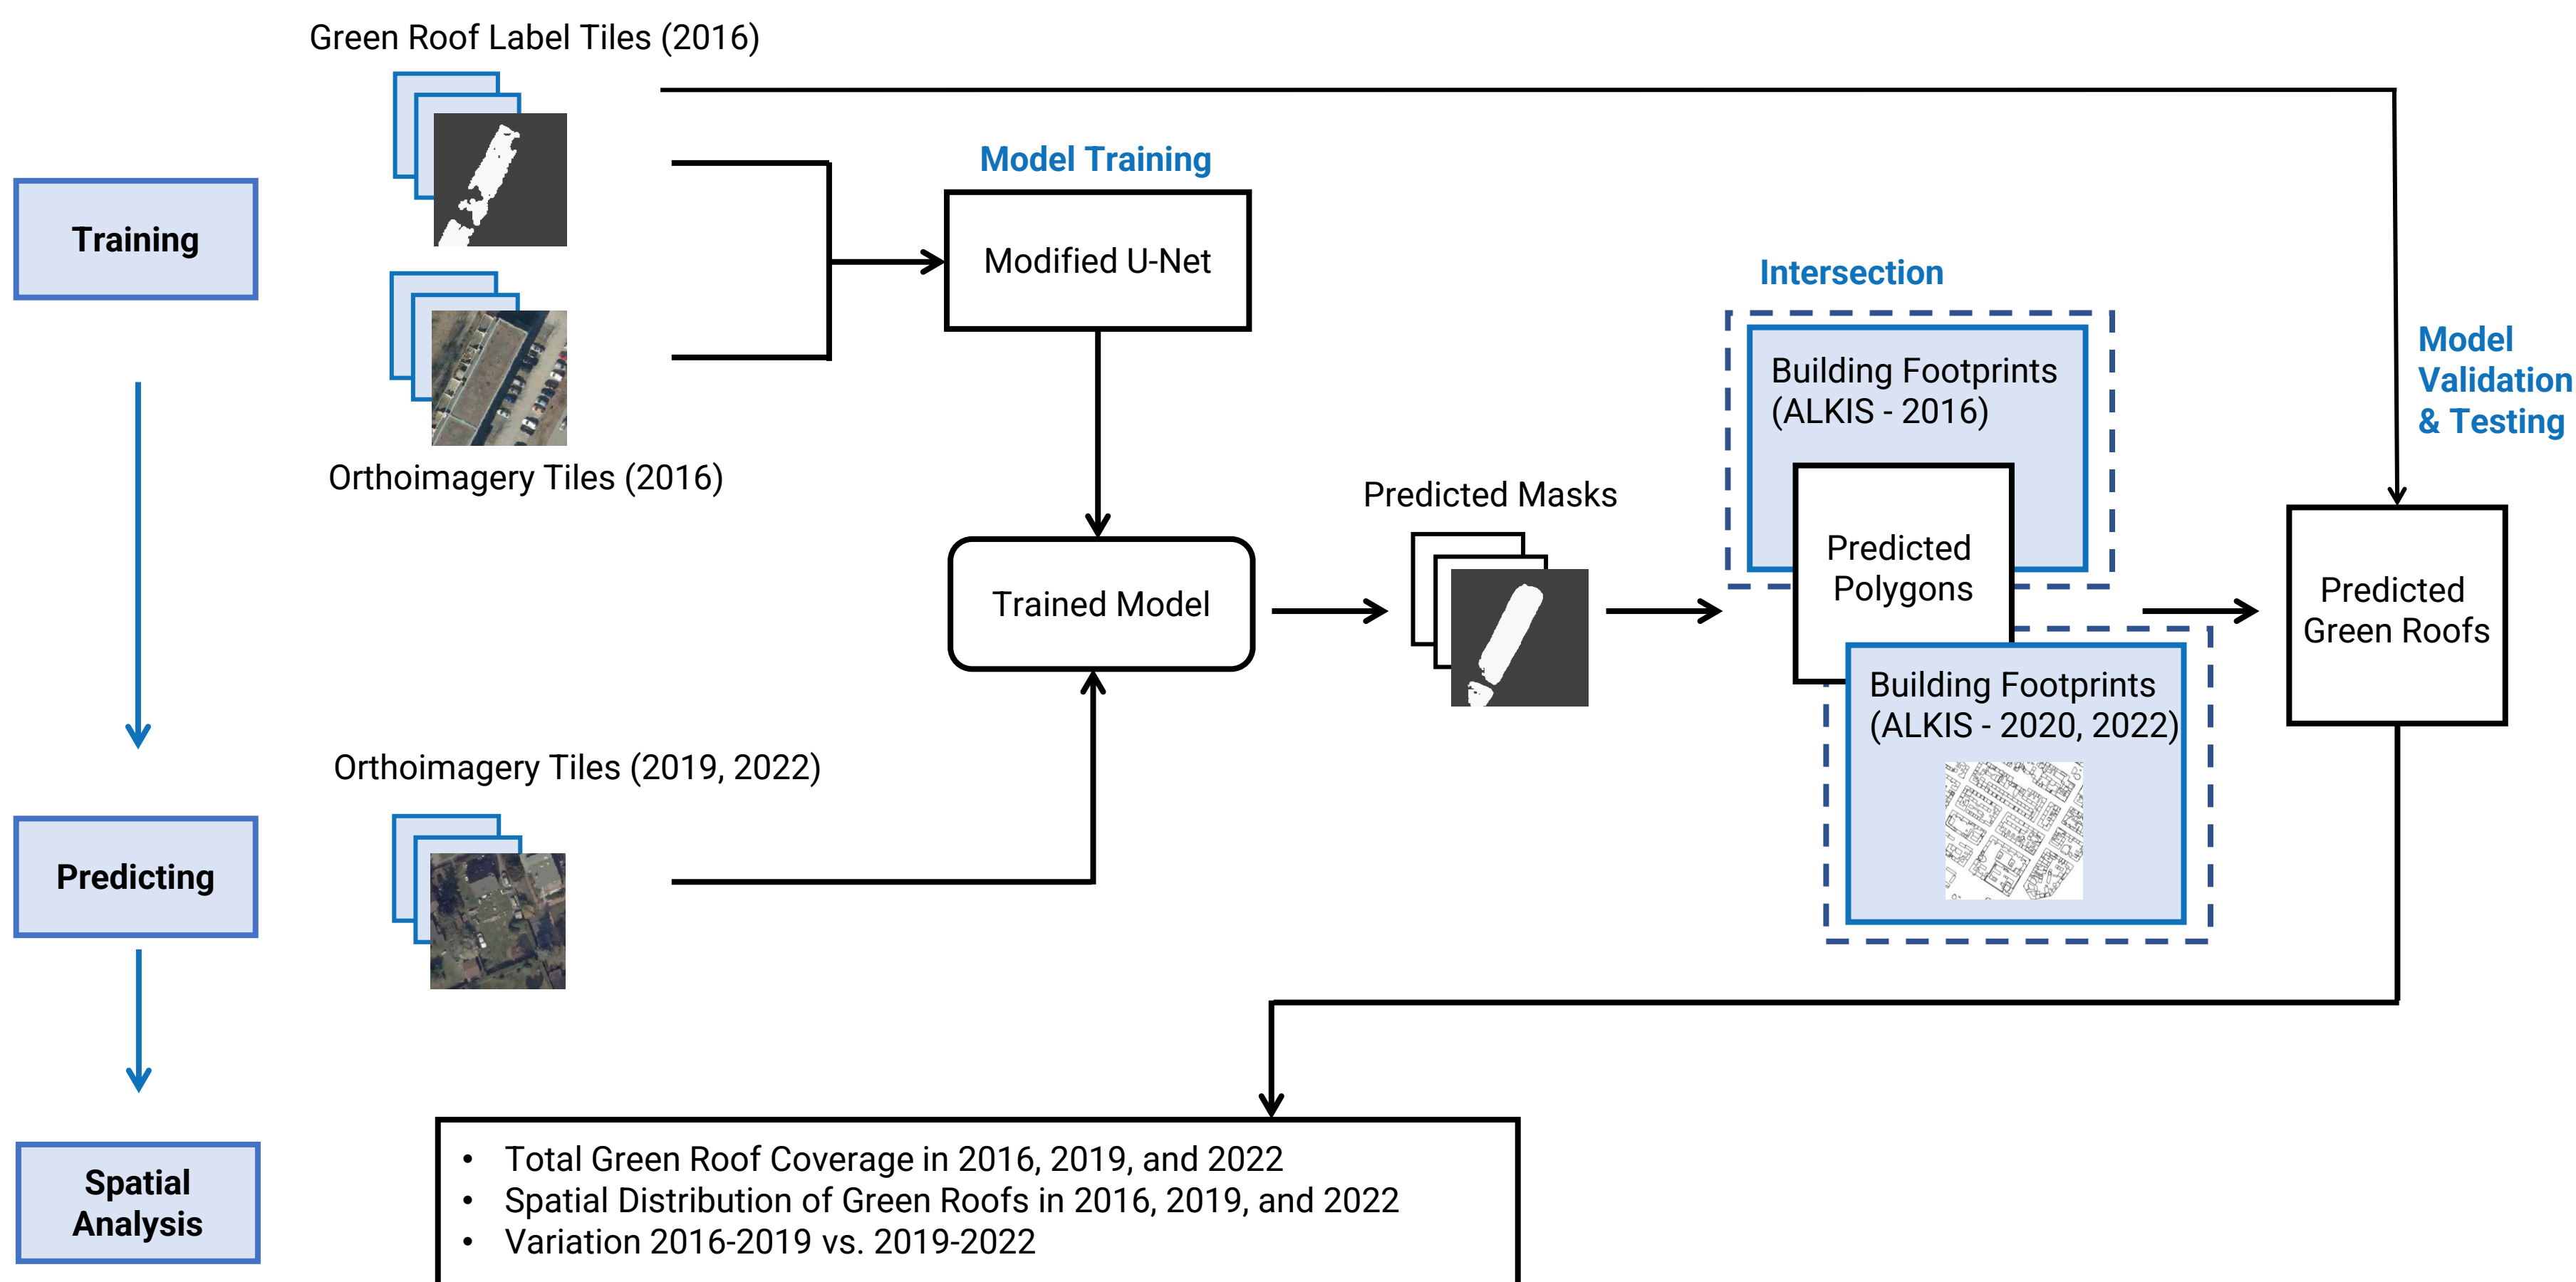 Green Roof Label Tiles (2016)
Training
Orthoimagery Tiles (2016)
Model Training
Modified U-Net
Trained Model
Predicted Masks
Intersection
Building Footprints
(ALKIS - 2016)
Predicted
Polygons
Building Footprints
(ALKIS - 2020, 2022)
Model
Validation
& Testing
Predicted
Green Roofs
Orthoimagery Tiles (2019, 2022)
Predicting
Spatial
Analysis
• Total Green Roof Coverage in 2016, 2019, and 2022
• Spatial Distribution of Green Roofs in 2016, 2019, and 2022
• Variation 2016-2019 vs. 2019-2022